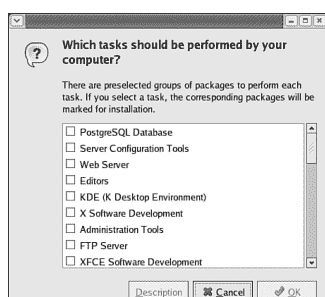 Which tasks should be performed by your
computer?
There are preselected groups of packages to perform each
task. If you select a task, the corresponding packages will be
marked for installation.
PostgreSQL Database
Server Configuration Tools
Web Server
Editors
KDE (K Desktop Environment)
X Software Development
Administration Tools
FTP Server
XFCE Software Development
Description
Cancel
OK